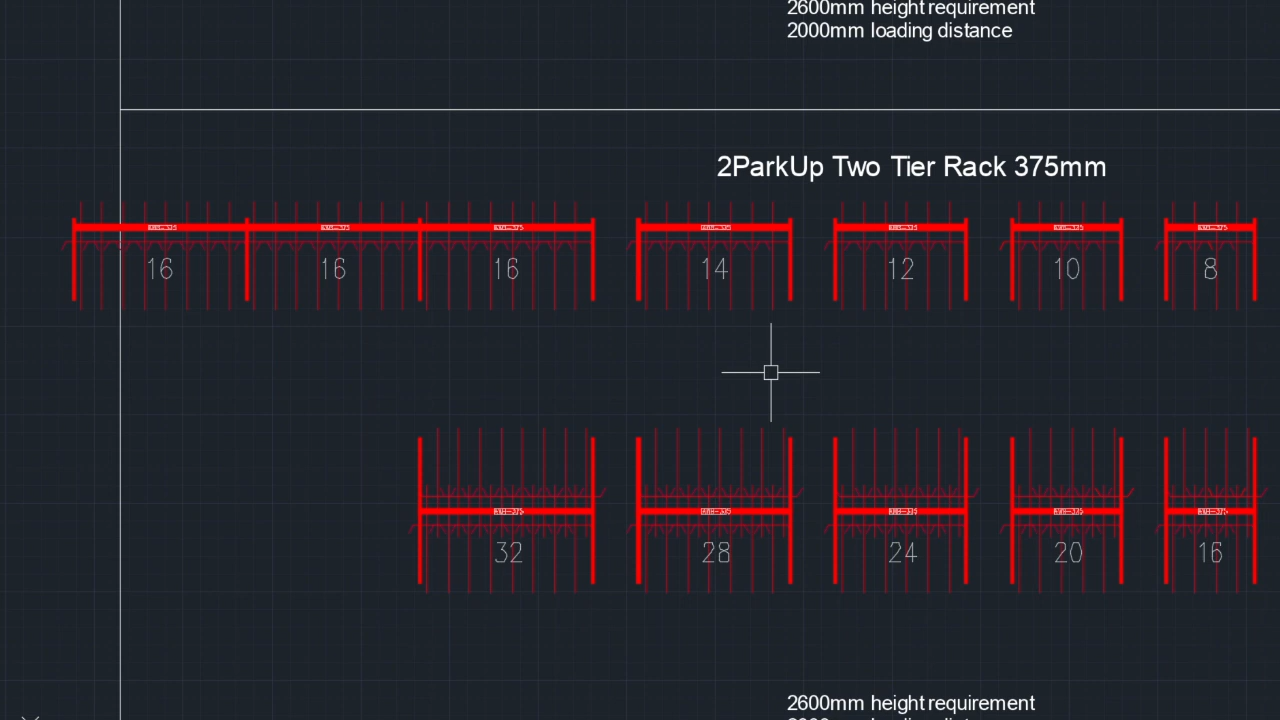 2600mm height requirement
2000mm loading distance
2ParkUp Two Tier Rack 375mm
16 16 16 14 12 10 8
32 28 24 20 16
2600mm height requirement